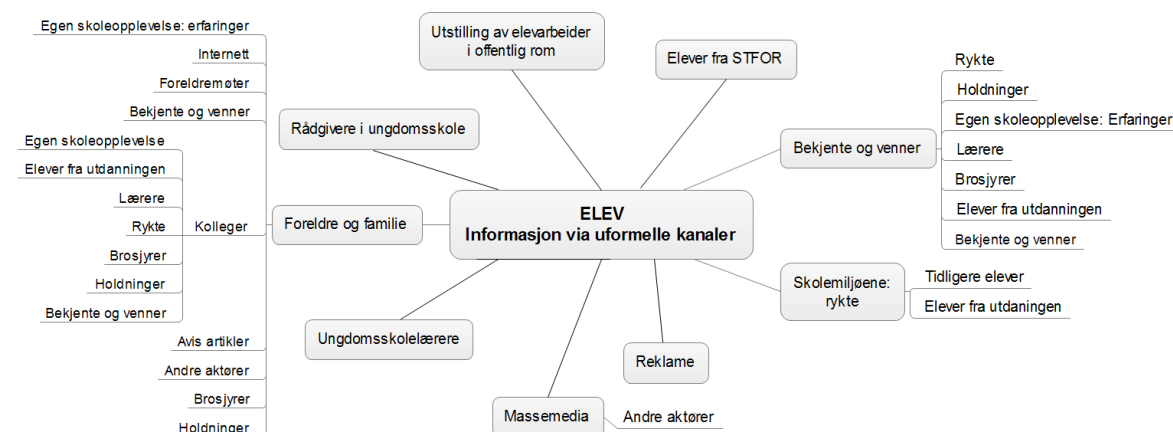 Egen skoleopplevelse: erfaringer
Internett
Foreldremøter
Bekjente og venner
Egen skoleopplevelse
Elever fra utdanningen
Lærere
Rykte
Brosjyrer
Holdninger
Bekjente og venner
Kolleger
Avis artikler
Andre aktører
Brosjyrer
Holdninger
Foreldre og familie
Rådgivere i ungdomsskole
Utstilling av elevarbeider
i offentlig rom
Elever fra STFOR
ELEV
Informasjon via uformelle kanaler
Ungdomsskolelærere
Massemedia
Andre aktører
Reklame
Bekjente og venner
Rykte
Holdninger
Egen skoleopplevelse: Erfaringer
Lærere
Brosjyrer
Elever fra utdanningen
Bekjente og venner
Skolemiljøene:
rykte
Tidligere elever
Elever fra utdaningen